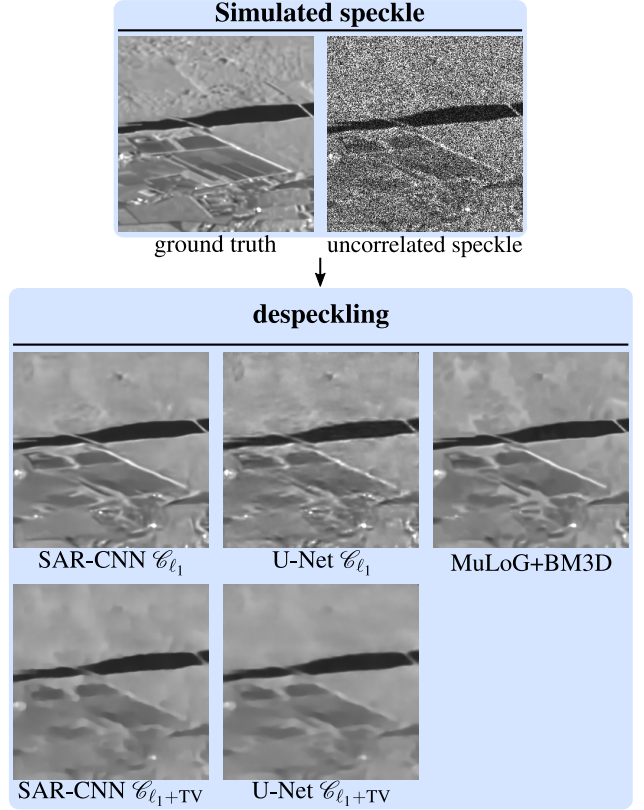 Simulated speckle
ground truth
uncorrelated speckle
despeckling
SAR-CNN 𝒞ℓ₁
U-Net 𝒞ℓ₁
MuLoG+BM3D
SAR-CNN 𝒞ℓ₁+TV
U-Net 𝒞ℓ₁+TV